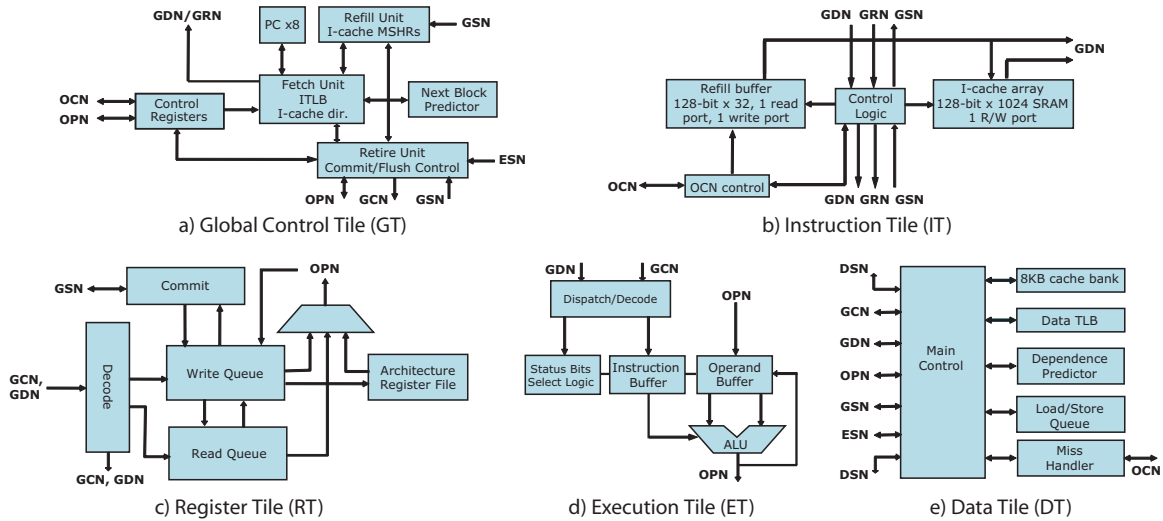 GDN/GRN
PC x8
Refill Unit
I-cache MSHRs
GSN
Fetch Unit
ITLB
I-cache dir.
Next Block
Predictor
OCN
OPN
Control
Registers
Retire Unit
Commit/Flush Control
ESN
OPN
GCN
GSN
a) Global Control Tile (GT)
GDN
GRN
GSN
GDN
Refill buffer
128-bit x 32, 1 read
port, 1 write port
Control
Logic
I-cache array
128-bit x 1024 SRAM
1 R/W port
OCN
OCN control
GDN
GRN
GSN
b) Instruction Tile (IT)
GSN
Commit
OPN
GCN,
GDN
Decode
Write Queue
Architecture
Register File
Read Queue
GCN, GDN
c) Register Tile (RT)
GDN
GCN
Dispatch/Decode
OPN
Status Bits
Select Logic
Instruction
Buffer
Operand
Buffer
ALU
OPN
d) Execution Tile (ET)
DSN
GCN
GDN
OPN
GSN
ESN
DSN
Main
Control
8KB cache bank
Data TLB
Dependence
Predictor
Load/Store
Queue
Miss
Handler
OCN
e) Data Tile (DT)